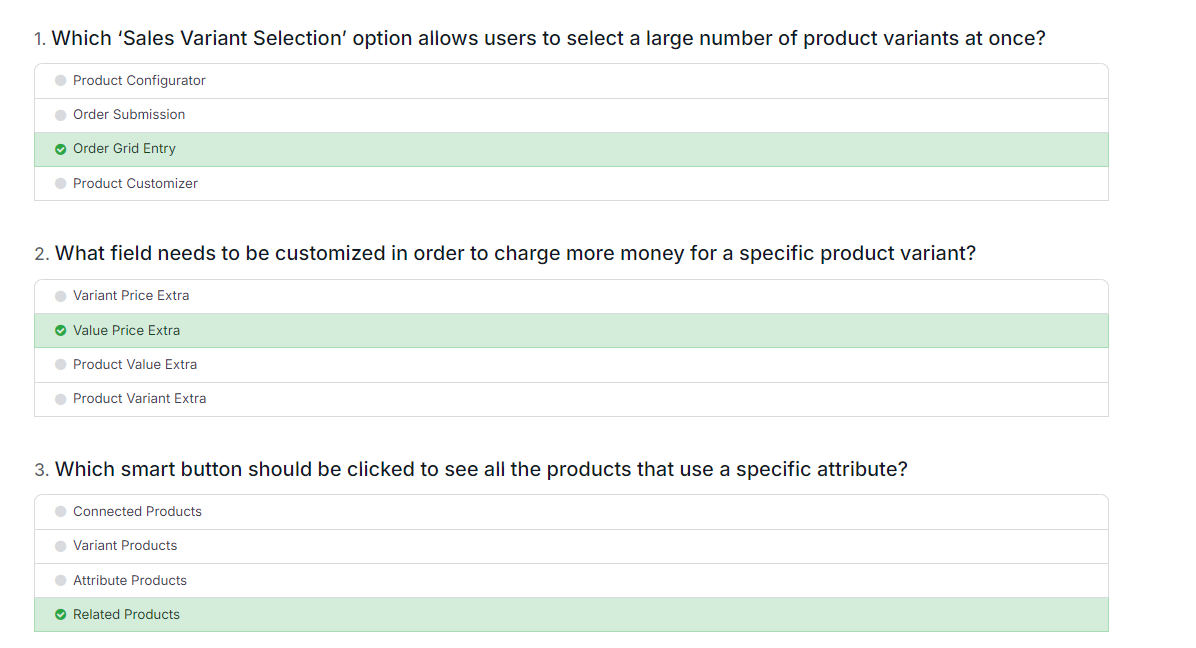 1. Which ‘Sales Variant Selection’ option allows users to select a large number of product variants at once?
Product Configurator
Order Submission
Order Grid Entry
Product Customizer
2. What field needs to be customized in order to charge more money for a specific product variant?
Variant Price Extra
Value Price Extra
Product Value Extra
Product Variant Extra
3. Which smart button should be clicked to see all the products that use a specific attribute?
Connected Products
Variant Products
Attribute Products
Related Products